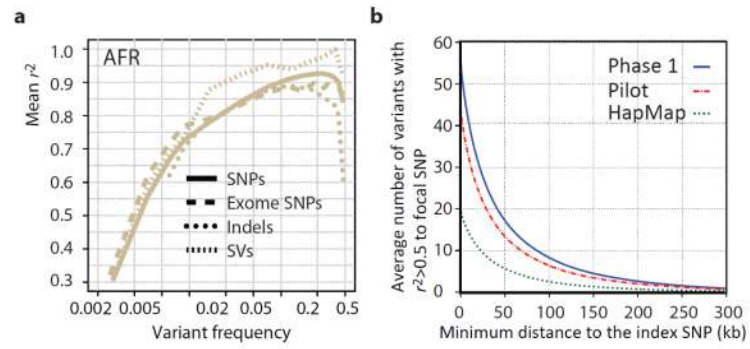 a
AFR
Mean r²
1.0
0.9
0.8
0.7
0.6
0.5
0.4
0.3
SNPs
Exome SNPs
Indels
SVs
0.002 0.005 0.02 0.05 0.2 0.5
Variant frequency
b
Average number of variants with
r²>0.5 to focal SNP
60
50
40
30
20
10
0
Phase 1
Pilot
HapMap
0 50 100 150 200 250 300
Minimum distance to the index SNP (kb)